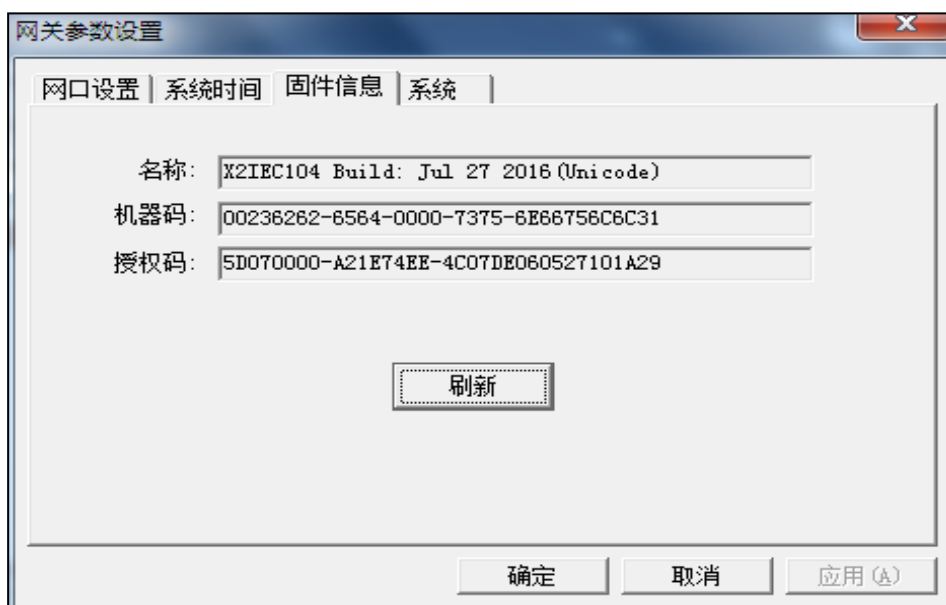 网关参数设置
网口设置 系统时间 固件信息 系统
名称: X2IEC104 Build: Jul 27 2016(Unicode)
机器码: 00236262-6564-0000-7375-6E66756C6C31
授权码: 5D070000-A21E74EE-4C07DE060527101A29
刷新
确定 取消 应用(A)